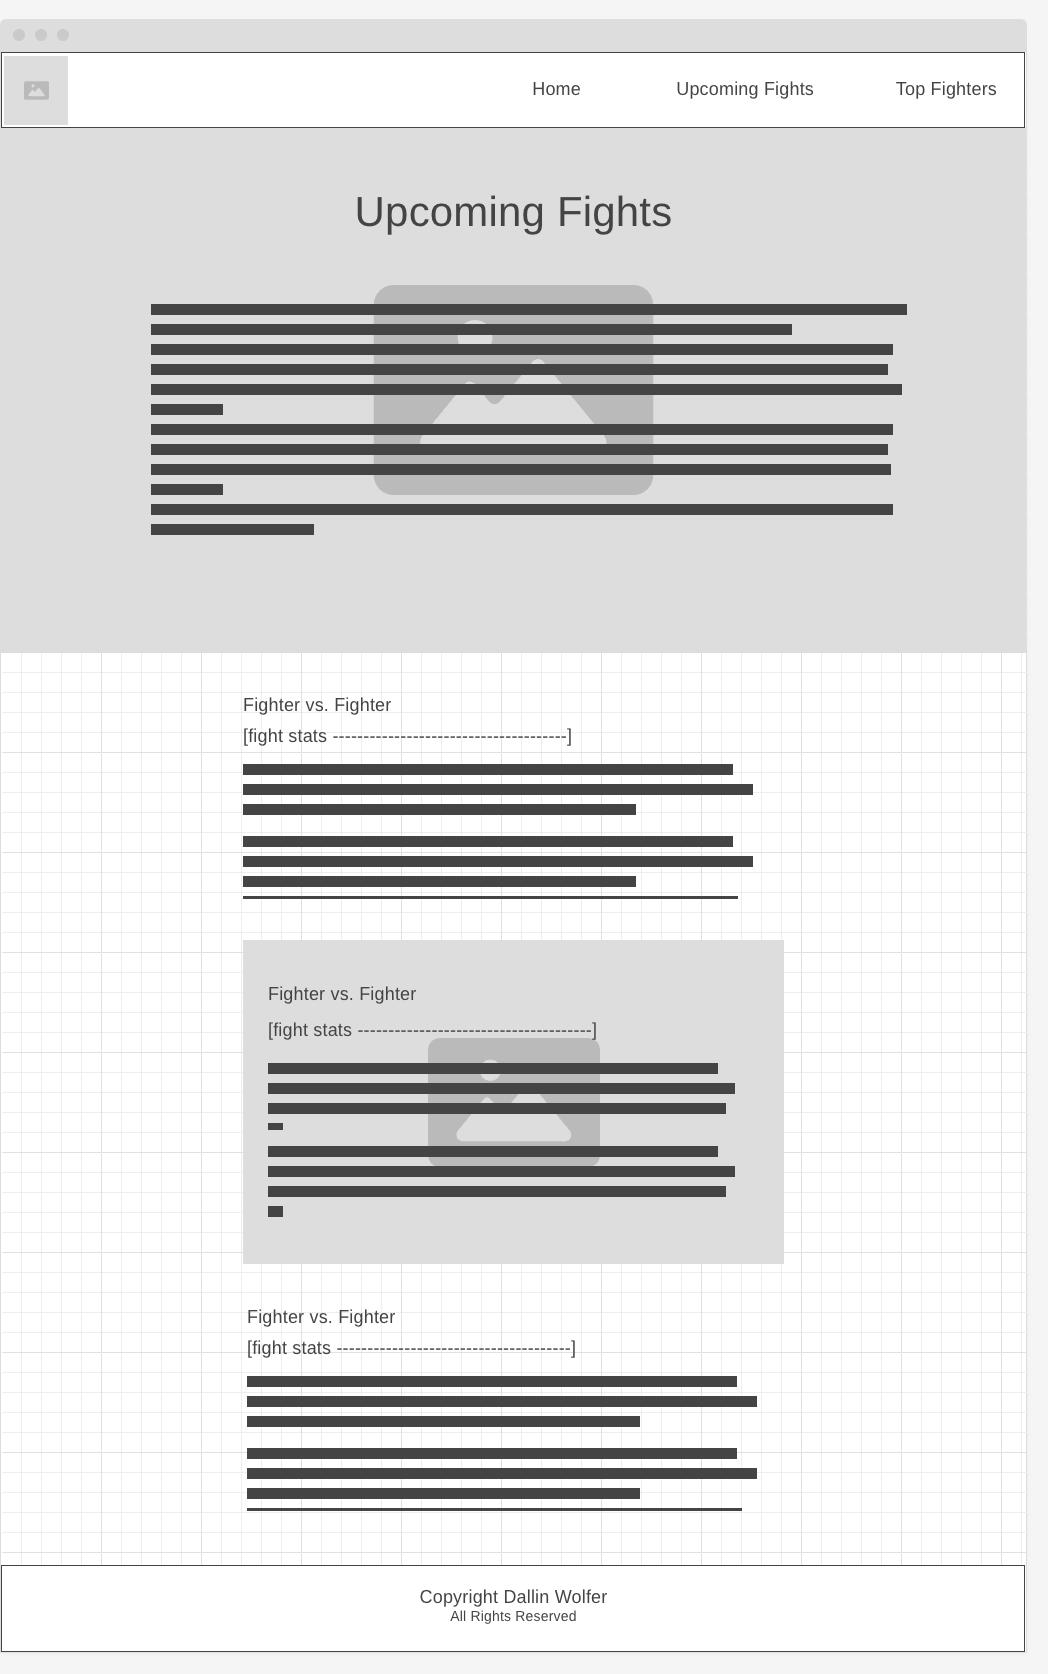 Home Upcoming Fights Top Fighters
Upcoming Fights
Fighter vs. Fighter
[fight stats --------------------------------------]
Fighter vs. Fighter
[fight stats --------------------------------------]
Fighter vs. Fighter
[fight stats --------------------------------------]
Copyright Dallin Wolfer
All Rights Reserved